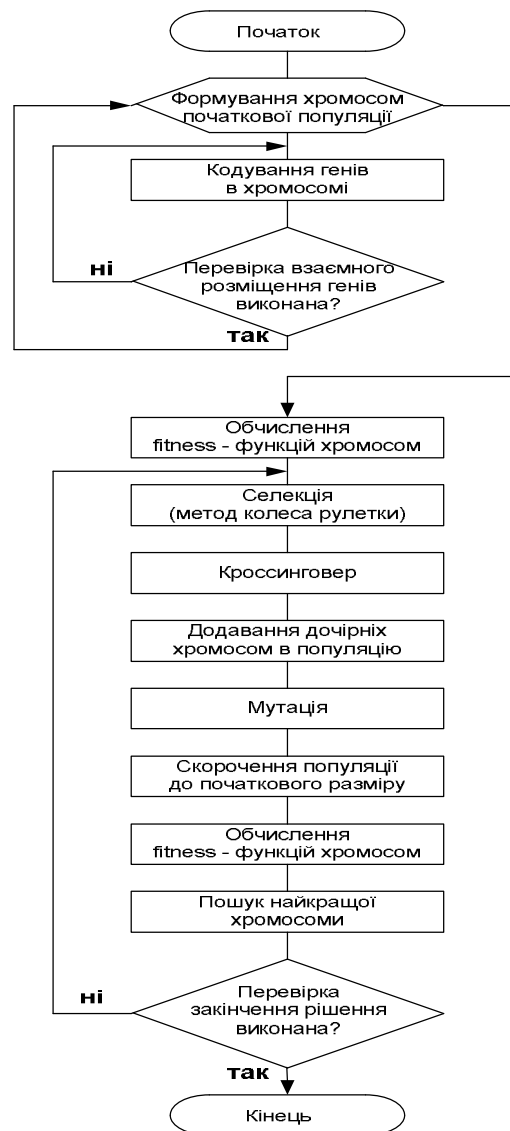 Початок
Формування хромосом
початкової популяції
Кодування генів
в хромосомі
Перевірка взаємного
розміщення генів
виконана?
ні
так
Обчислення
fitness - функцій хромосом
Селекція
(метод колеса рулетки)
Кроссинговер
Додавання дочірніх
хромосом в популяцію
Мутація
Скорочення популяції
до початкового разміру
Обчислення
fitness - функцій хромосом
Пошук найкращої
хромосоми
Перевірка
закінчення рішення
виконана?
ні
так
Кінець